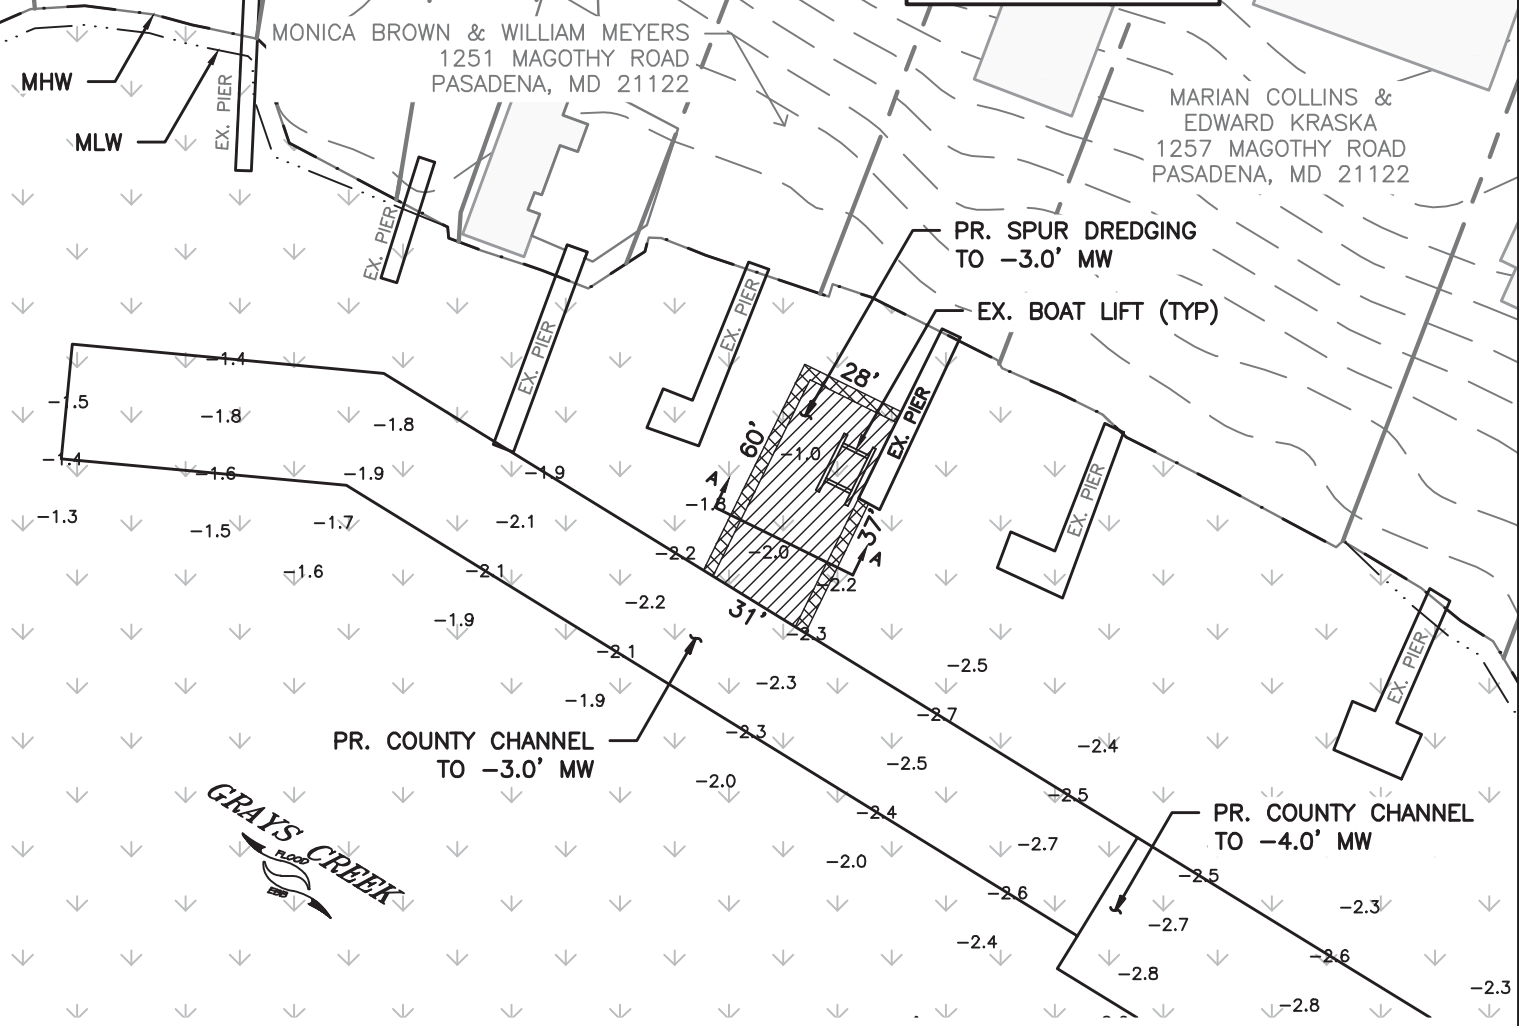 MONICA BROWN & WILLIAM MEYERS
1251 MAGOTHY ROAD
PASADENA, MD 21122
MHW
MLW
EX. PIER
MARIAN COLLINS &
EDWARD KRASKA
1257 MAGOTHY ROAD
PASADENA, MD 21122
EX. PIER
PR. SPUR DREDGING
TO -3.0' MW
EX. BOAT LIFT (TYP)
EX. PIER
EX. PIER
28'
EX. PIER
60'
-1.0
A
-1.8
37'
A
-2.0
-2.2
31'
-2.3
EX. PIER
EX. PIER
-1.4
-1.5
-1.8
-1.8
-1.4
-1.6
-1.9
-1.9
-1.3
-1.5
-1.7
-2.1
-2.2
-1.6
-2.1
-2.2
-1.9
-2.1
-2.5
-2.3
-1.9
-2.7
-2.3
-2.4
PR. COUNTY CHANNEL
TO -3.0' MW
-2.5
-2.0
-2.5
-2.4
PR. COUNTY CHANNEL
TO -4.0' MW
-2.7
-2.0
-2.5
-2.6
-2.3
-2.7
-2.4
-2.6
-2.8
-2.3
-2.8
GRAYS CREEK
FLOOD
EBB